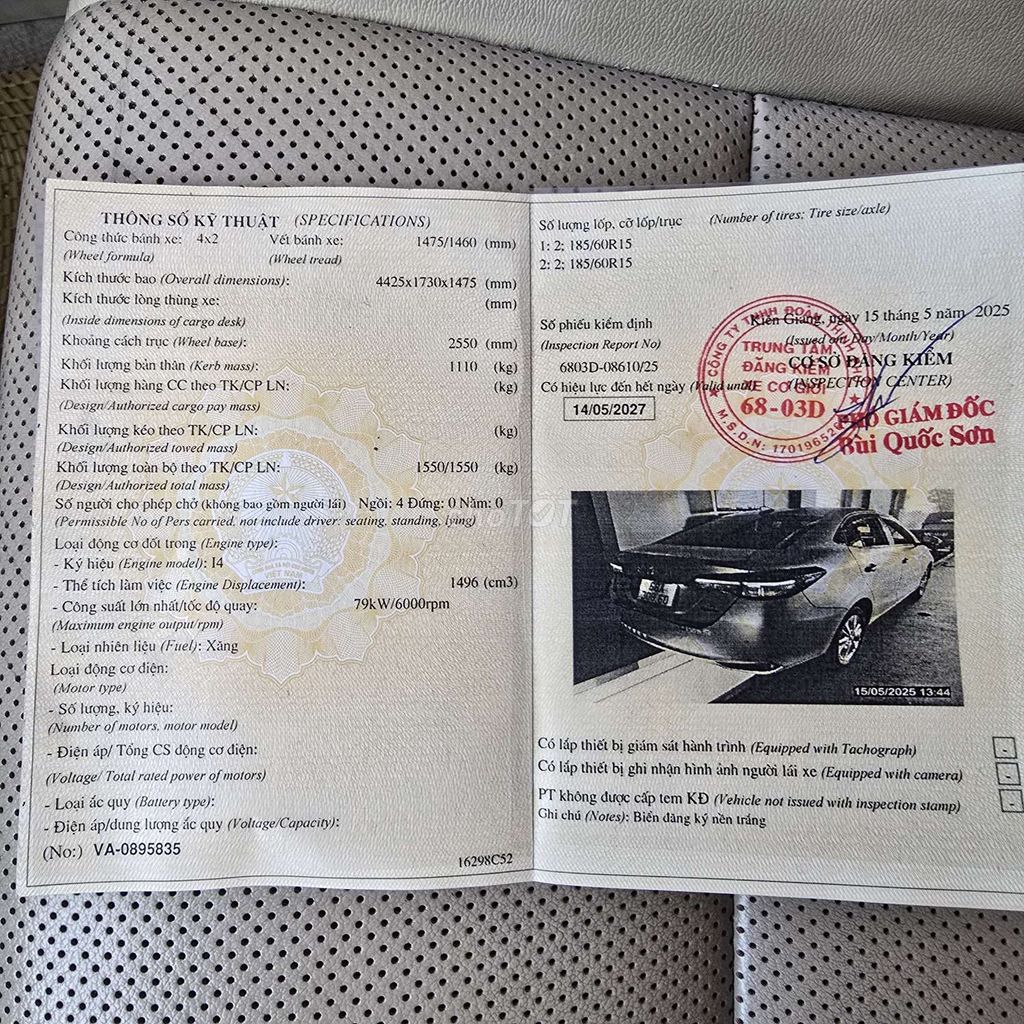 THÔNG SỐ KỸ THUẬT (SPECIFICATIONS)
Công thức bánh xe: 4x2 Vết bánh xe: 1475/1460 (mm)
(Wheel formula) (Wheel tread)
Kích thước bao (Overall dimensions): 4425x1730x1475 (mm)
Kích thước lòng thùng xe: (mm)
(Inside dimensions of cargo desk)
Khoảng cách trục (Wheel base): 2550 (mm)
Khối lượng bản thân (Kerb mass): 1110 (kg)
Khối lượng hàng CC theo TK/CP LN: (kg)
(Design/Authorized cargo pay mass)
Khối lượng kéo theo TK/CP LN: (kg)
(Design/Authorized towed mass)
Khối lượng toàn bộ theo TK/CP LN: 1550/1550 (kg)
(Design/Authorized total mass)
Số người cho phép chở (không bao gồm người lái) Ngồi: 4 Đứng: 0 Nằm: 0
(Permissible No of Pers carried, not include driver: seating, standing, lying)
Loại động cơ đốt trong (Engine type):
- Ký hiệu (Engine model): I4
- Thể tích làm việc (Engine Displacement): 1496 (cm3)
- Công suất lớn nhất/tốc độ quay: 79kW/6000rpm
(Maximum engine output/rpm)
- Loại nhiên liệu (Fuel): Xăng
Loại động cơ điện:
(Motor type)
- Số lượng, ký hiệu:
(Number of motors, motor model)
- Điện áp/ Tổng CS động cơ điện:
(Voltage/ Total rated power of motors)
- Loại ắc quy (Battery type):
- Điện áp/dung lượng ắc quy (Voltage/Capacity):
(No:) VA-0895835
16298C52
Số lượng lốp, cỡ lốp/trục (Number of tires; Tire size/axle)
1: 2; 185/60R15
2: 2; 185/60R15
Kiên Giang, ngày 15 tháng 5 năm 2025
(Issued on: Day/Month/Year)
Số phiếu kiểm định
(Inspection Report No)
CƠ SỞ ĐĂNG KIỂM
6803D-08610/25
(INSPECTION CENTER)
Có hiệu lực đến hết ngày (Valid until)
14/05/2027
TRUNG TÂM
ĐĂNG KIỂM
XE CƠ GIỚI
68-03D
PHÓ GIÁM ĐỐC
Bùi Quốc Sơn
15/05/2025 13:44
Có lắp thiết bị giám sát hành trình (Equipped with Tachograph) -
Có lắp thiết bị ghi nhận hình ảnh người lái xe (Equipped with camera) -
PT không được cấp tem KĐ (Vehicle not issued with inspection stamp) -
Ghi chú (Notes): Biển đăng ký nền trắng